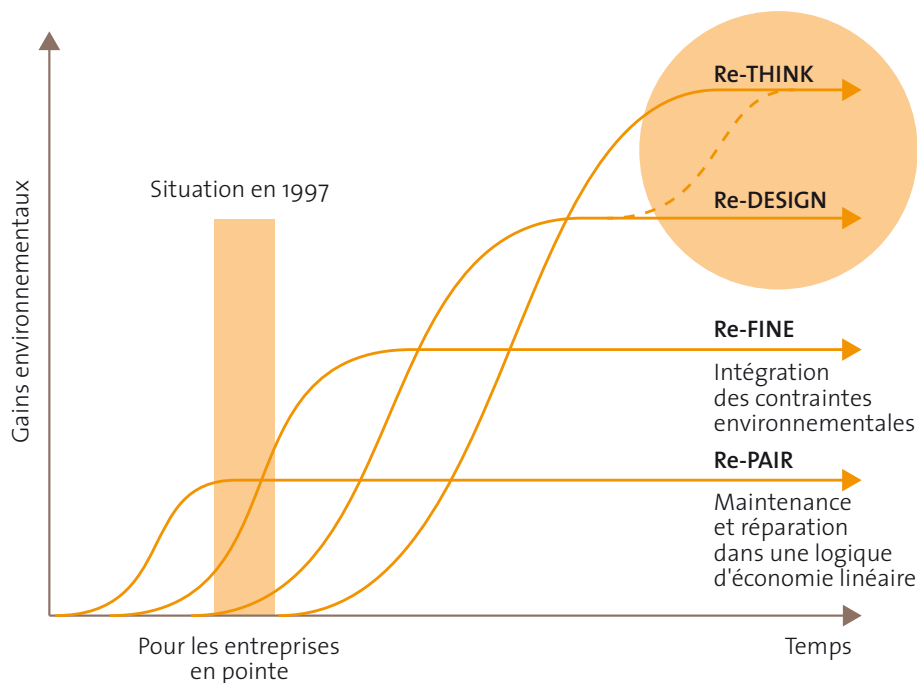 Re-THINK
Situation en 1997
Re-DESIGN
Gains environnementaux
Re-FINE
Intégration
des contraintes
environnementales
Re-PAIR
Maintenance
et réparation
dans une logique
d'économie linéaire
Pour les entreprises
en pointe
Temps